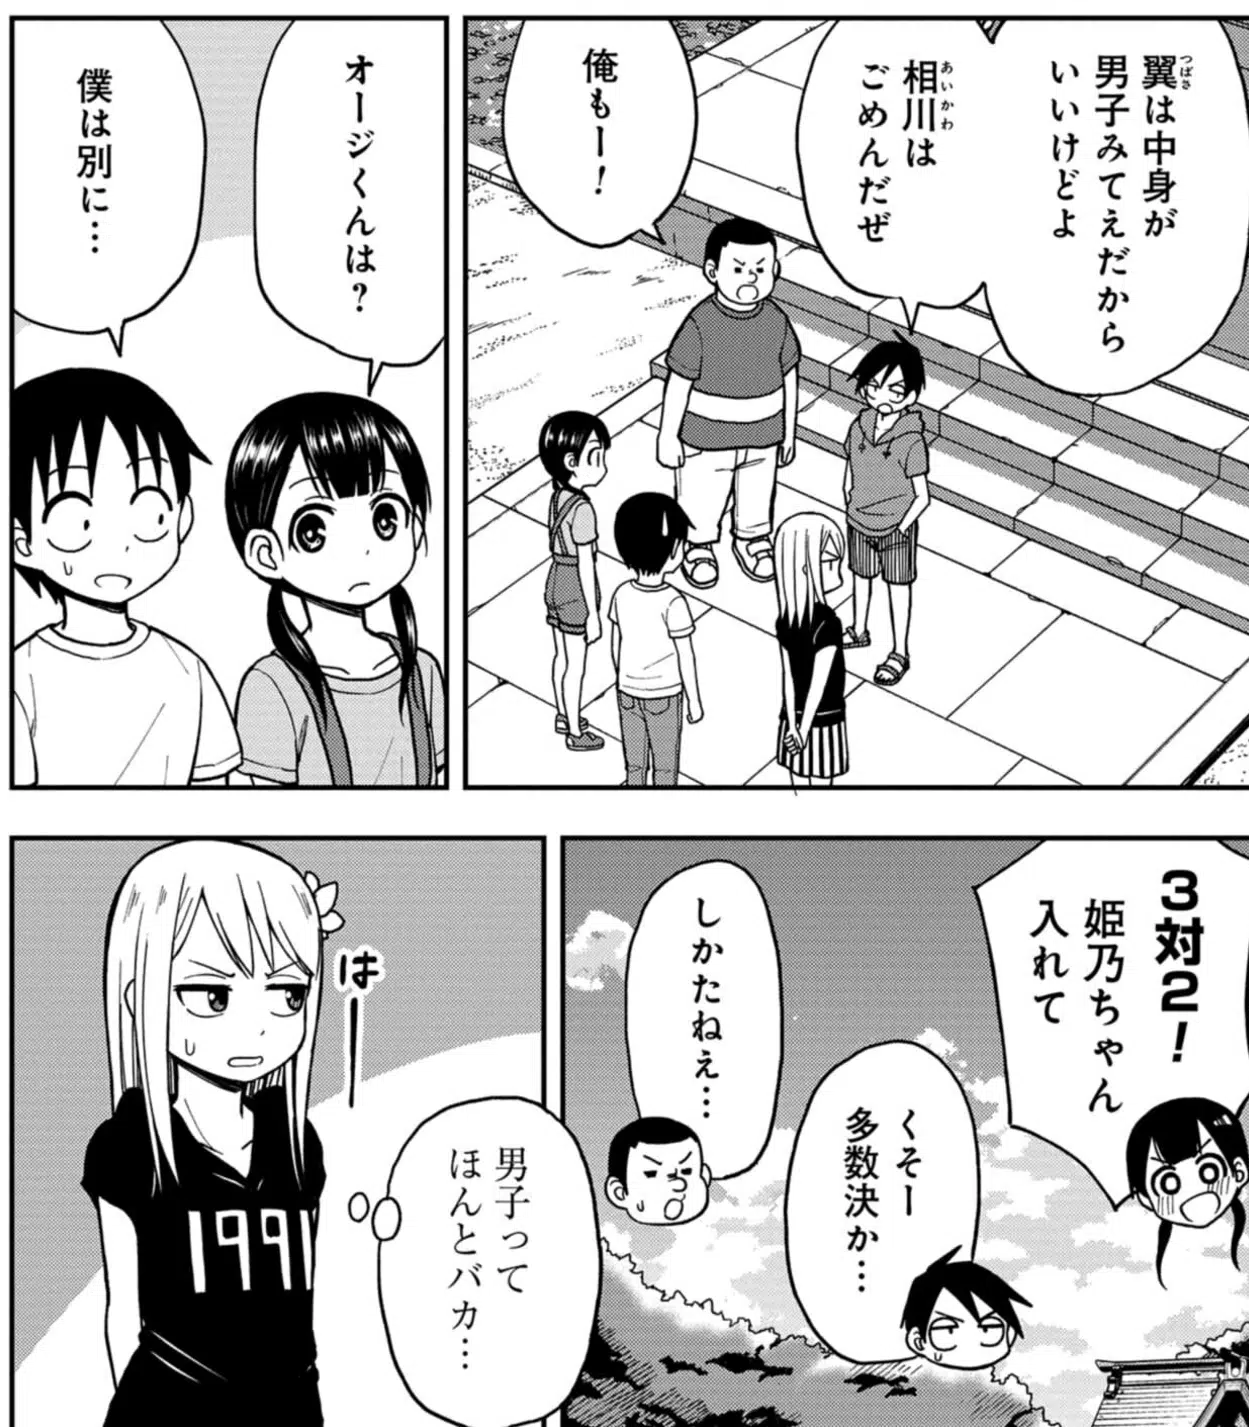 翼は中身が
男子みてえだから
いいけどよ
相川は
ごめんだぜ
俺もー！
オージくんは？
僕は別に…
3対2！
姫乃ちゃん
入れて
くそー
多数決か…
しかたねぇ…
はー
男子って
ほんとバカ…
1991